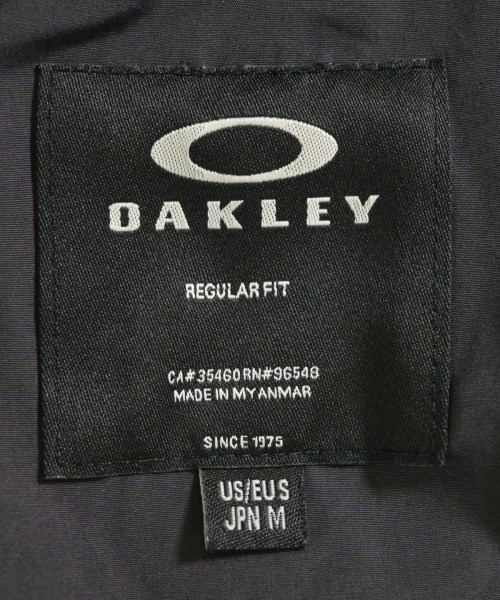 OAKLEY
REGULAR FIT
CA#35460 RN#96548
MADE IN MYANMAR
SINCE 1975
US/EU S
JPN M